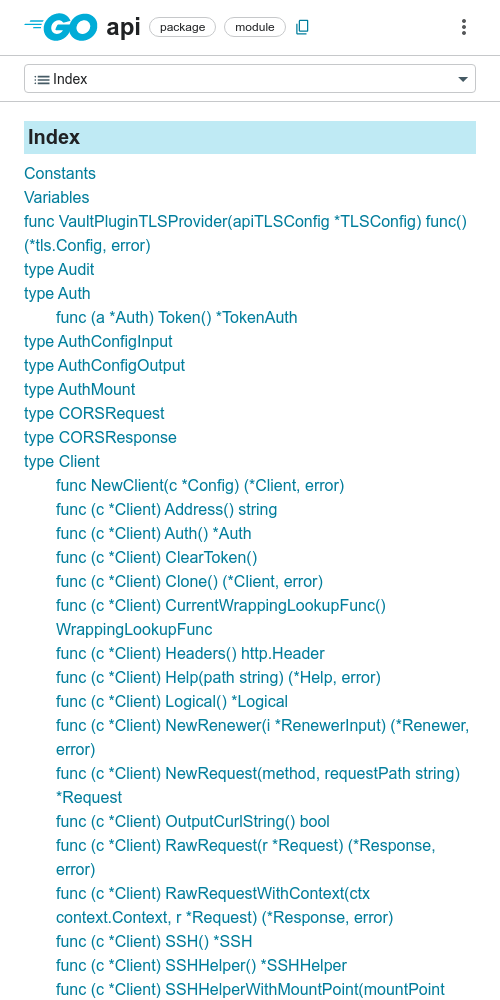 GO api package module
Index
Index
Constants
Variables
func VaultPluginTLSProvider(apiTLSConfig *TLSConfig) func()
(*tls.Config, error)
type Audit
type Auth
func (a *Auth) Token() *TokenAuth
type AuthConfigInput
type AuthConfigOutput
type AuthMount
type CORSRequest
type CORSResponse
type Client
func NewClient(c *Config) (*Client, error)
func (c *Client) Address() string
func (c *Client) Auth() *Auth
func (c *Client) ClearToken()
func (c *Client) Clone() (*Client, error)
func (c *Client) CurrentWrappingLookupFunc()
WrappingLookupFunc
func (c *Client) Headers() http.Header
func (c *Client) Help(path string) (*Help, error)
func (c *Client) Logical() *Logical
func (c *Client) NewRenewer(i *RenewerInput) (*Renewer,
error)
func (c *Client) NewRequest(method, requestPath string)
*Request
func (c *Client) OutputCurlString() bool
func (c *Client) RawRequest(r *Request) (*Response,
error)
func (c *Client) RawRequestWithContext(ctx
context.Context, r *Request) (*Response, error)
func (c *Client) SSH() *SSH
func (c *Client) SSHHelper() *SSHHelper
func (c *Client) SSHHelperWithMountPoint(mountPoint